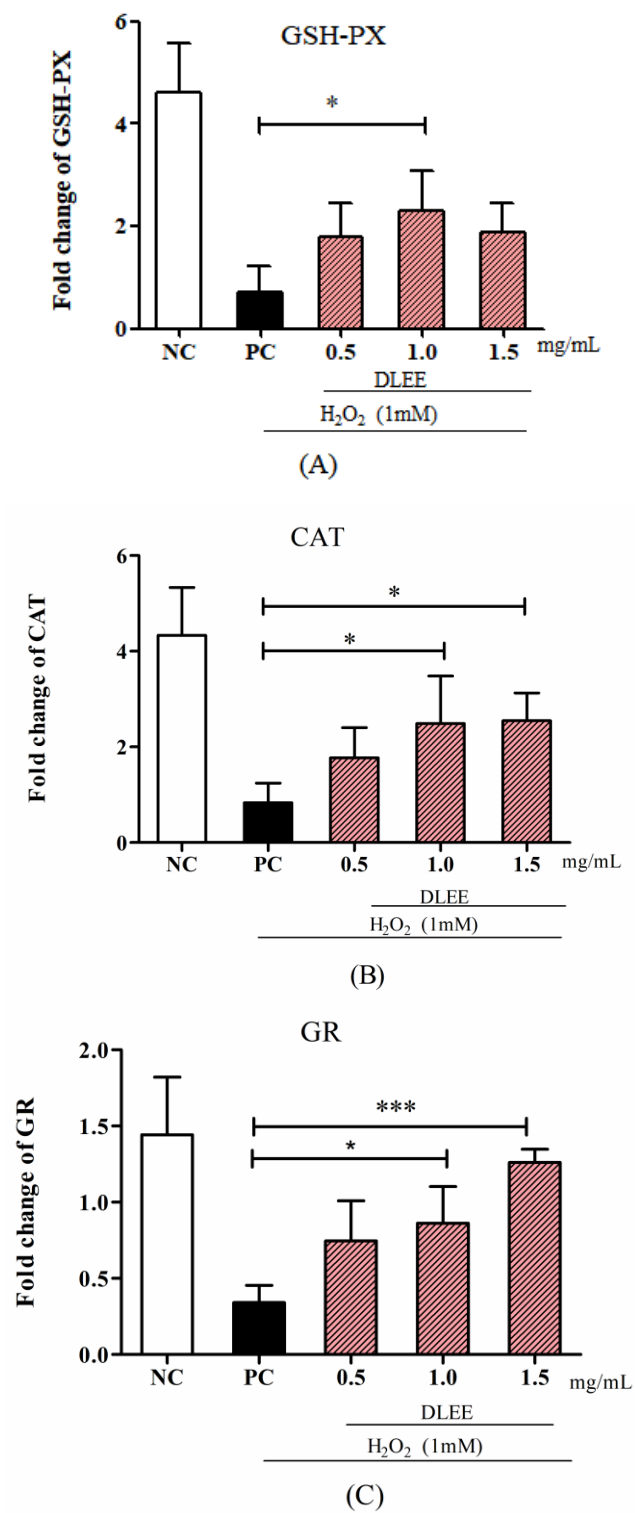 GSH-PX
Fold change of GSH-PX
6
4
2
0
*
NC PC 0.5 1.0 1.5 mg/mL
DLEE
H₂O₂ (1mM)
(A)
CAT
Fold change of CAT
6
4
2
0
*
*
NC PC 0.5 1.0 1.5 mg/mL
DLEE
H₂O₂ (1mM)
(B)
GR
Fold change of GR
2.0
1.5
1.0
0.5
0.0
***
*
NC PC 0.5 1.0 1.5 mg/mL
DLEE
H₂O₂ (1mM)
(C)